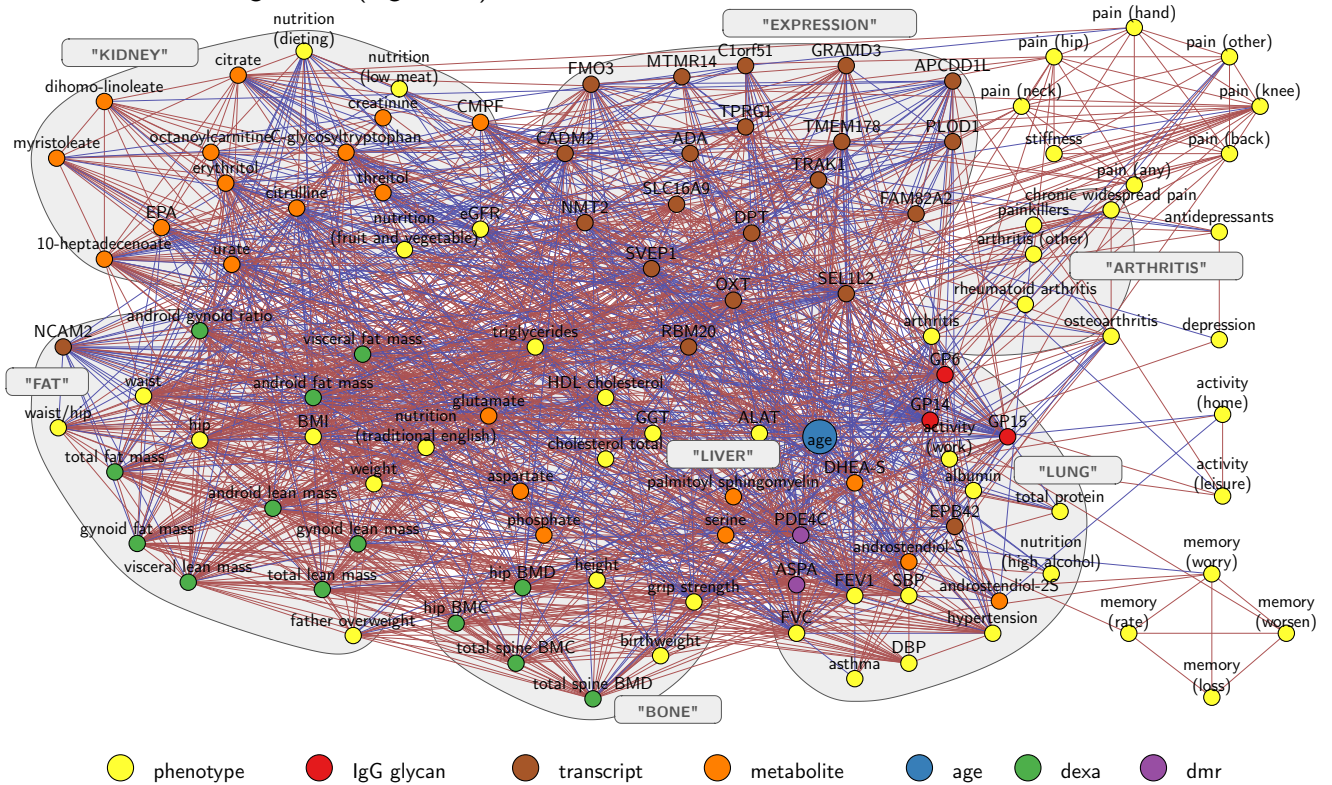 nutrition
(dieting)
"EXPRESSION"
pain (hand)
"KIDNEY"
citrate
nutrition
(low meat)
FMO3
MTMR14
C1orf51
GRAMD3
APCDD1L
pain (hip)
pain (other)
dihomo-linoleate
creatinine
CMPF
pain (neck)
pain (knee)
myristoleate
octanoylcarnitine
C-glycosyltryptophan
CADM2
ADA
TPRG1
TMEM178
PLOD1
stiffness
pain (back)
erythritol
citrulline
threitol
TRAK1
pain (any)
EPA
nutrition
(fruit and vegetable)
eGFR
NMT2
SLC16A9
DPT
FAM82A2
chronic widespread pain
painkillers
antidepressants
10-heptadecenoate
urate
SVEP1
arthritis (other)
"ARTHRITIS"
OXT
SEL1L2
rheumatoid arthritis
NCAM2
android gynoid ratio
visceral fat mass
triglycerides
RBM20
arthritis
osteoarthritis
depression
"FAT"
waist
android fat mass
HDL cholesterol
GP6
activity
(home)
waist/hip
hip
BMI
nutrition
(traditional english)
glutamate
GGT
ALAT
age
GP14
GP15
activity
(work)
total fat mass
weight
cholesterol total
"LIVER"
DHEA-S
albumin
"LUNG"
activity
(leisure)
android lean mass
aspartate
palmitoyl sphingomyelin
total protein
gynoid fat mass
gynoid lean mass
phosphate
serine
PDE4C
EPB42
visceral lean mass
total lean mass
hip BMD
height
androstendiol-S
nutrition
(high alcohol)
memory
(worry)
father overweight
hip BMC
grip strength
ASPA
FEV1
SBP
androstendiol-2S
memory
(rate)
memory
(worsen)
total spine BMC
birthweight
FVC
DBP
hypertension
total spine BMD
asthma
memory
(loss)
"BONE"
phenotype
IgG glycan
transcript
metabolite
age
dexa
dmr